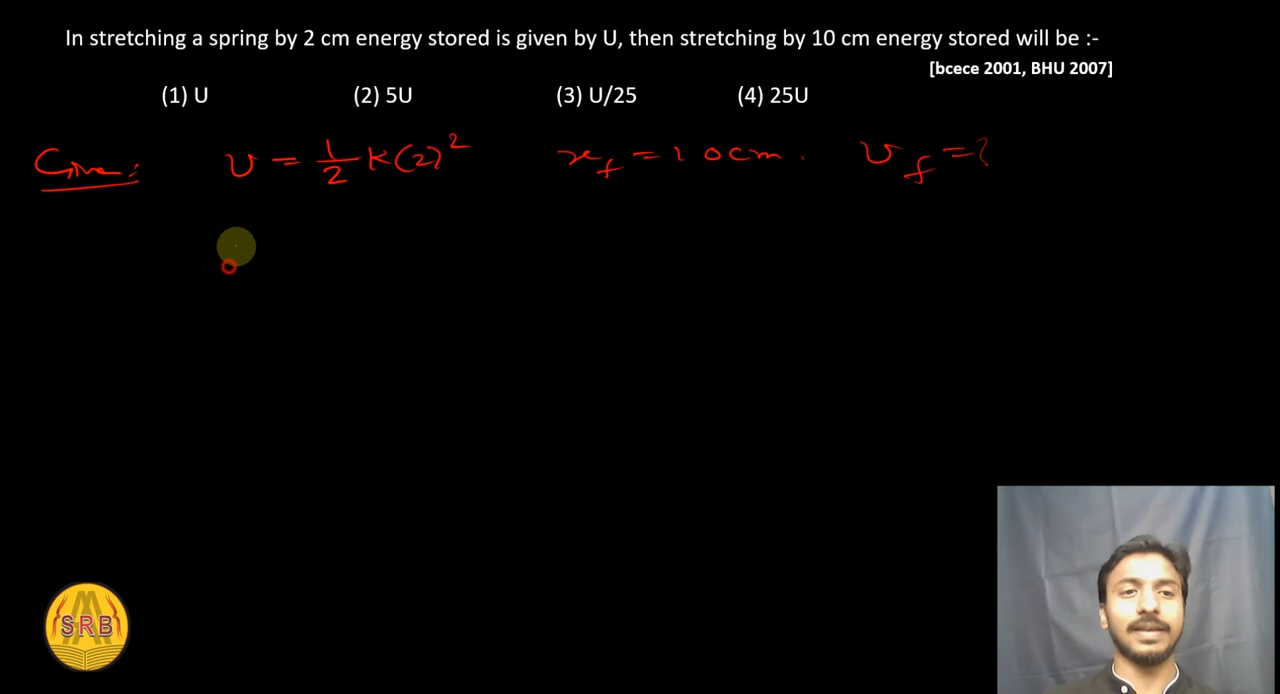 In stretching a spring by 2 cm energy stored is given by U, then stretching by 10 cm energy stored will be :-
[bcece 2001, BHU 2007]
(1) U (2) 5U (3) U/25 (4) 25U
Given: U = 1/2 K(2)² x_f = 10cm. U_f = ?
SRB